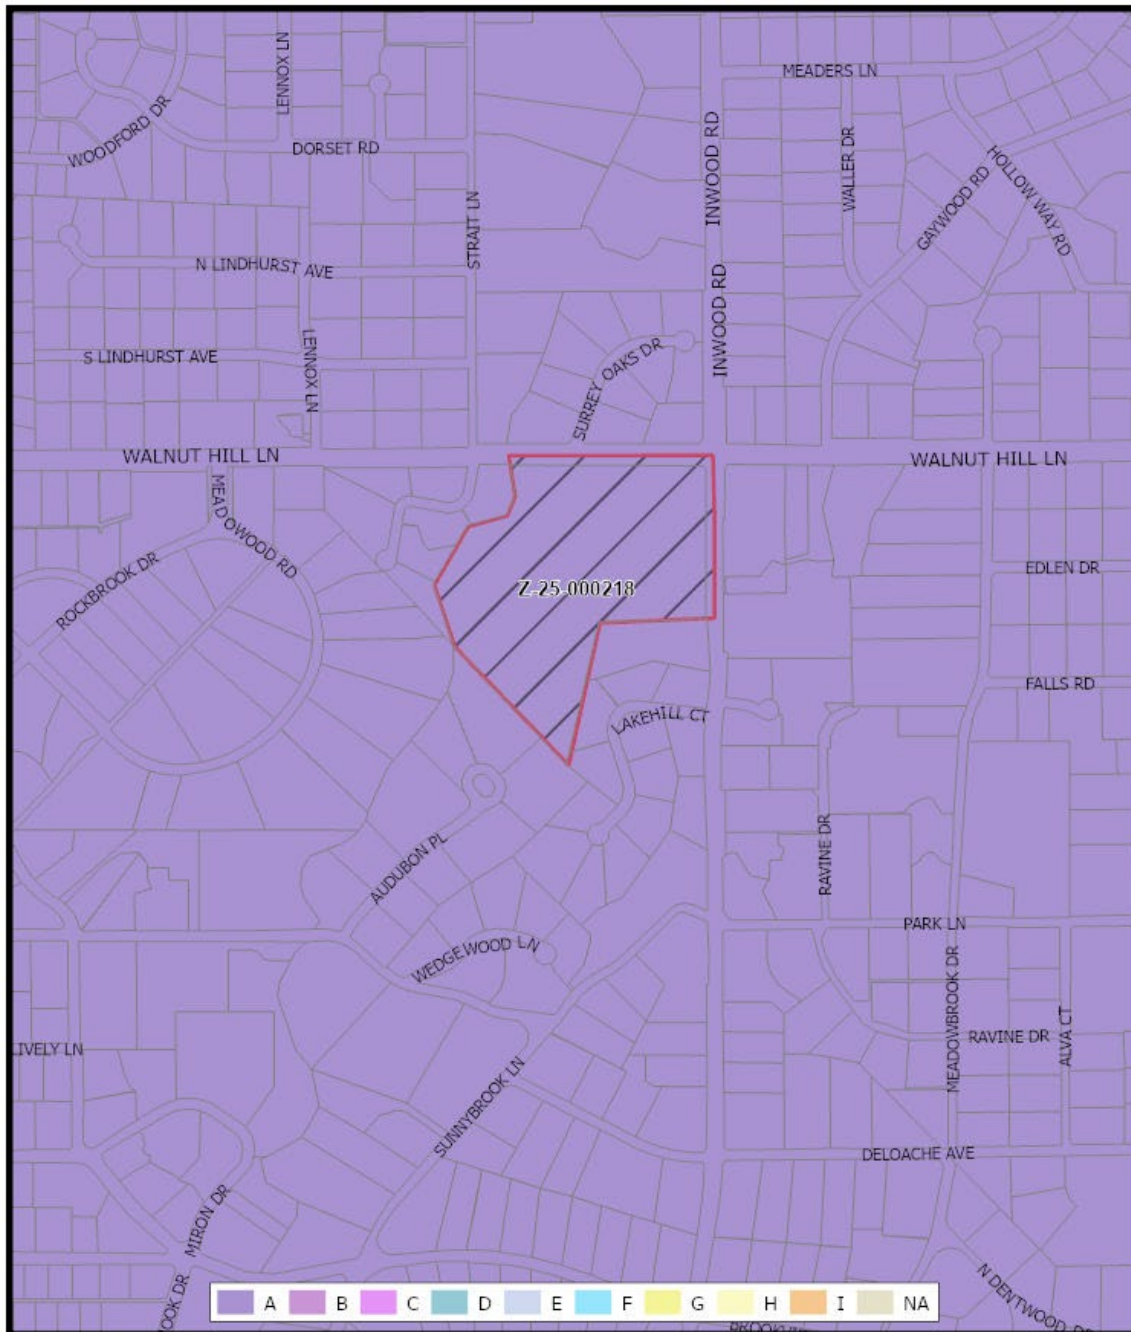 LENNOX LN
MEADERS LN
WOODFORD DR
DORSET RD
INWOOD RD
WALLER DR
HOLLOW WAY RD
GAYWOOD RD
STRAIT LN
N LINDHURST AVE
INWOOD RD
S LINDHURST AVE
LENNOX LN
SURREY OAKS DR
WALNUT HILL LN
WALNUT HILL LN
MEADOWOOD RD
ROCKBROOK DR
EDLEN DR
Z-25-000218
FALLS RD
LAKEHILL CT
AUDUBON PL
RAVINE DR
PARK LN
WEDGEWOOD LN
MEADOWBROOK DR
LIVELY LN
RAVINE DR
ALVA CT
SUNNYBROOK LN
DELOACHE AVE
MIRON DR
OOK DR
N DENTWOOD DR
A B C D E F G H I NA